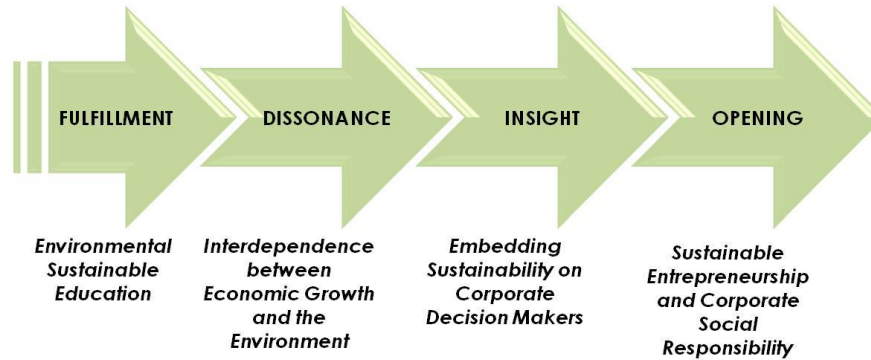 FULFILLMENT
DISSONANCE
INSIGHT
OPENING
Environmental
Sustainable
Education
Interdependence
between
Economic Growth
and the
Environment
Embedding
Sustainability on
Corporate
Decision Makers
Sustainable
Entrepreneurship
and Corporate
Social
Responsibility